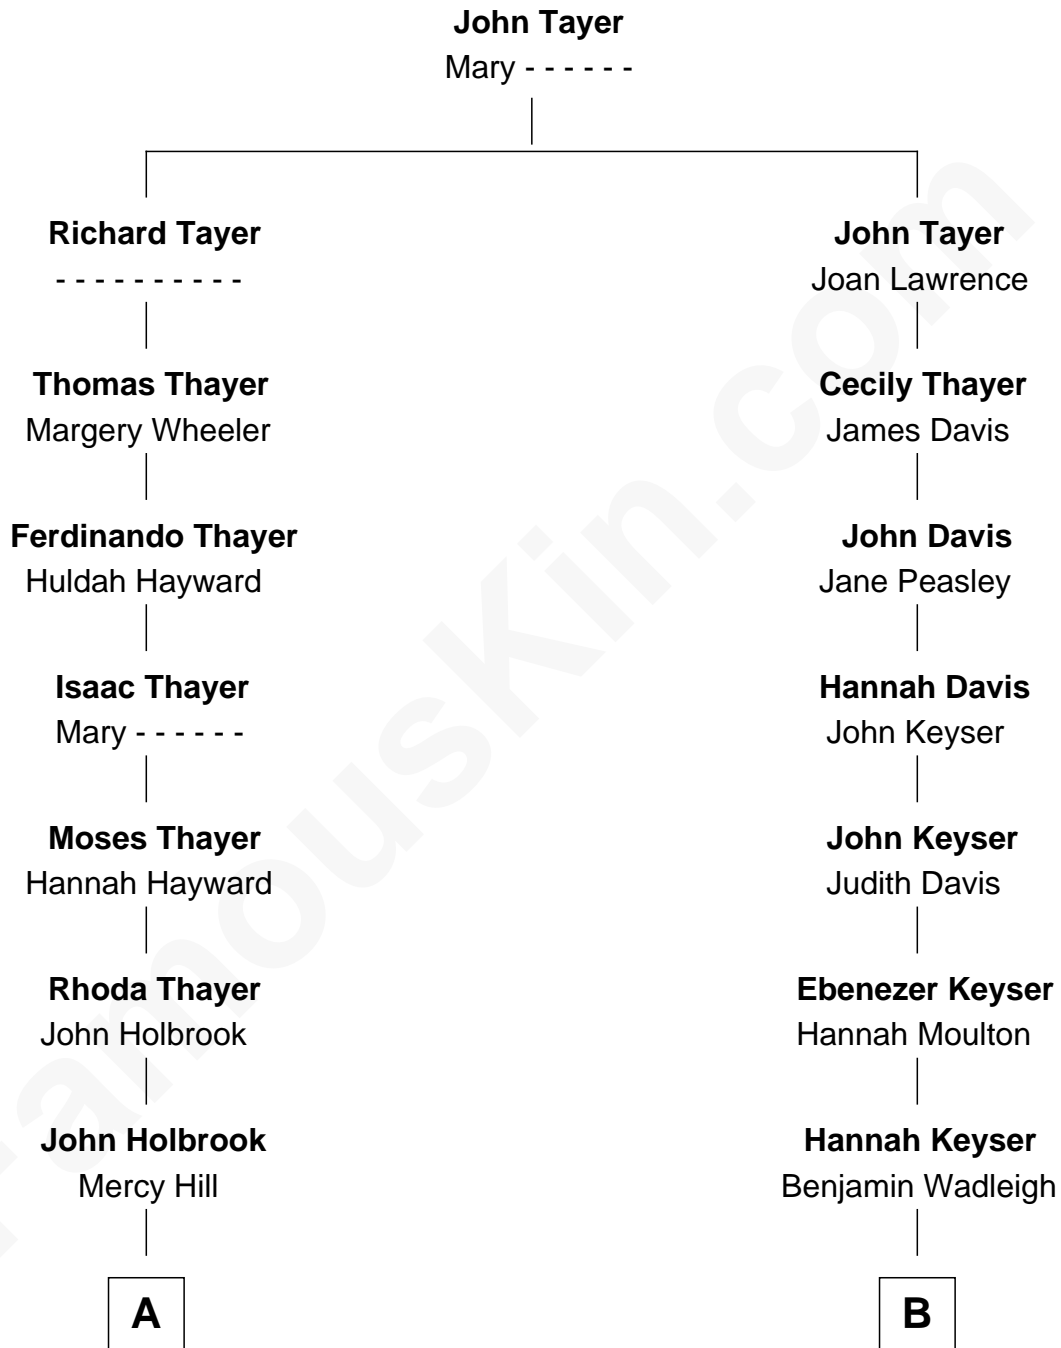 John Tayer
Mary - - - - - -
Richard Tayer
- - - - - - - - - -
John Tayer
Joan Lawrence
Thomas Thayer
Margery Wheeler
Cecily Thayer
James Davis
Ferdinando Thayer
Huldah Hayward
John Davis
Jane Peasley
Isaac Thayer
Mary - - - - - -
Hannah Davis
John Keyser
Moses Thayer
Hannah Hayward
John Keyser
Judith Davis
Rhoda Thayer
John Holbrook
Ebenezer Keyser
Hannah Moulton
John Holbrook
Mercy Hill
Hannah Keyser
Benjamin Wadleigh
A
B
FamousKin.com